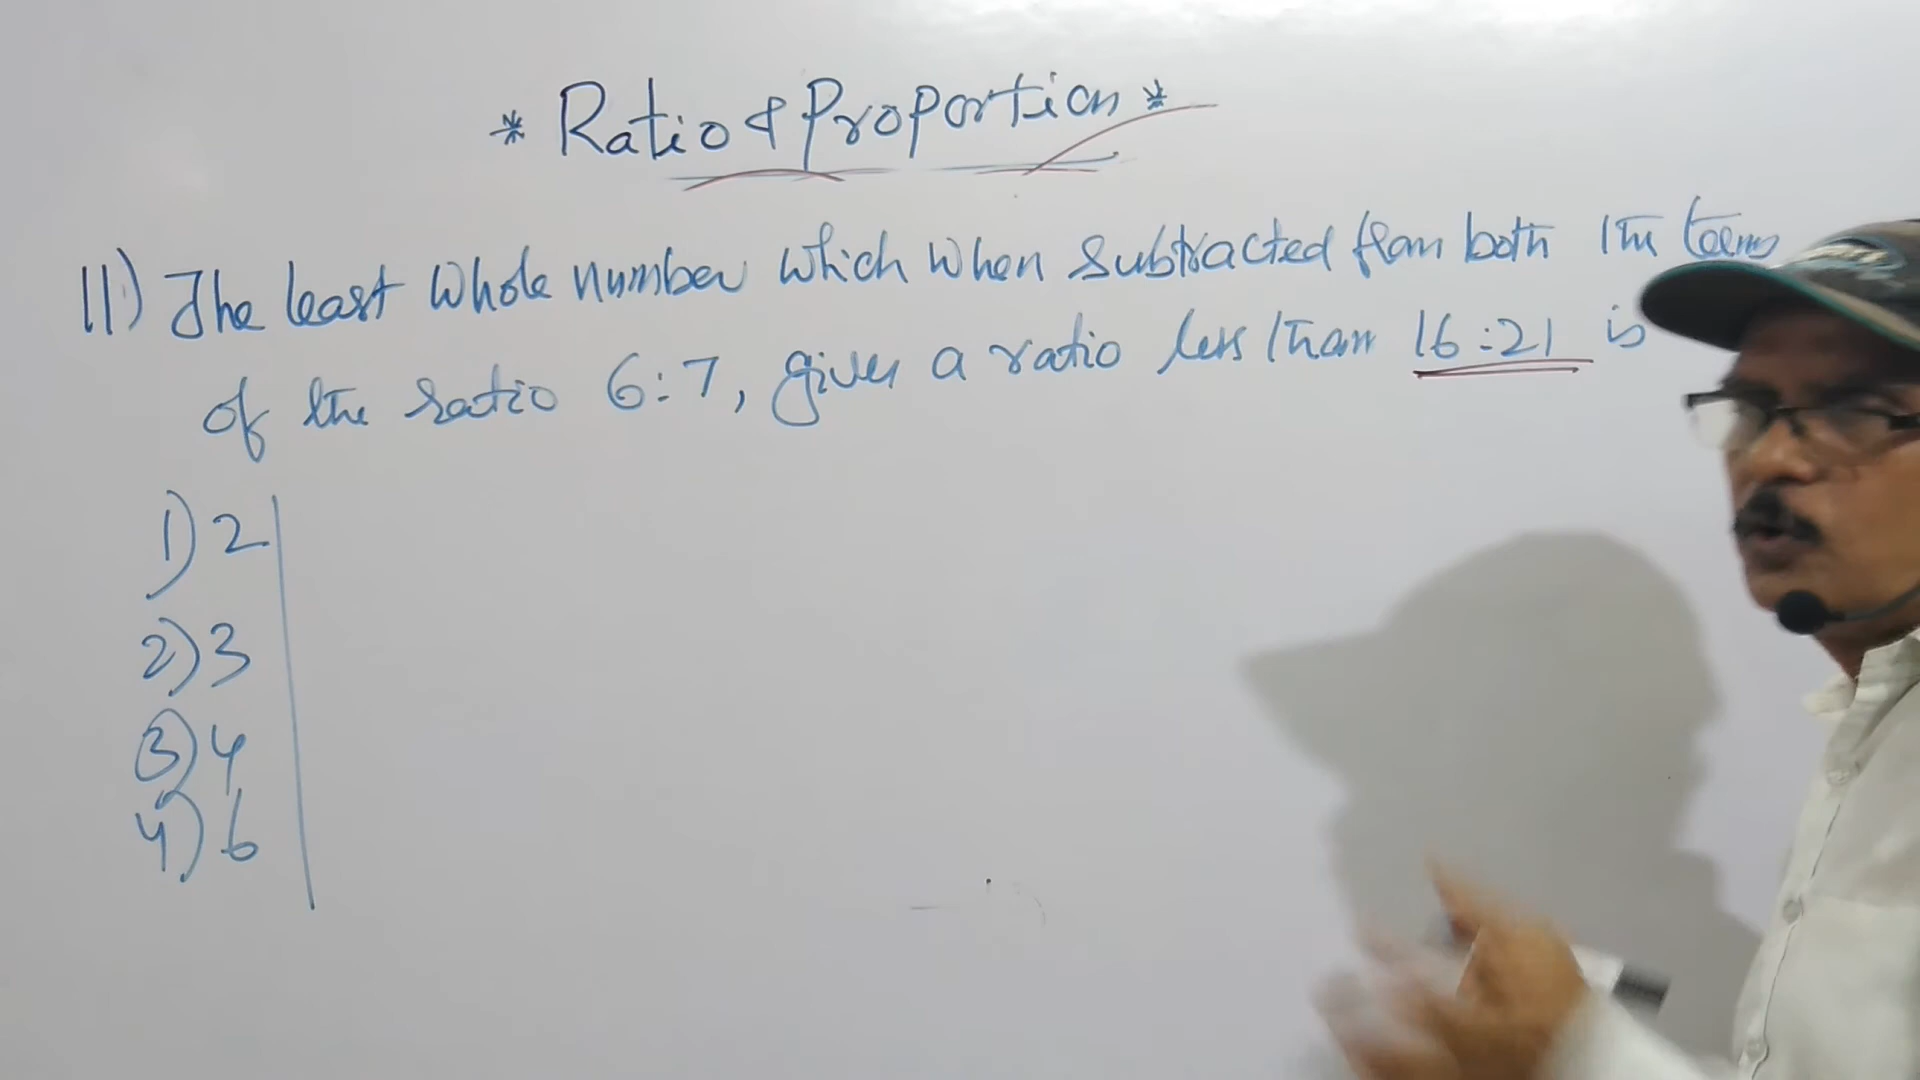 * Ratio & Proportion *
11) The least whole number which when subtracted from both the terms
of the ratio 6:7, gives a ratio less than 16:21 is
1) 2
2) 3
3) 4
4) 6